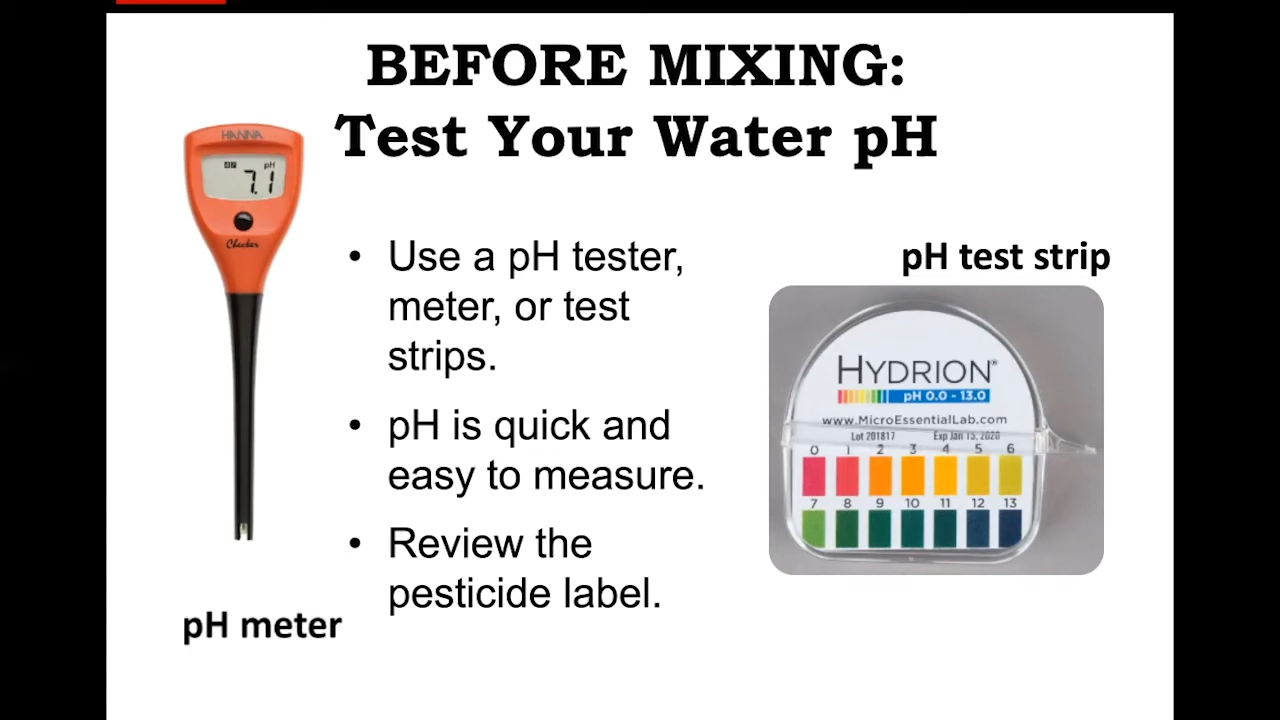 BEFORE MIXING:
Test Your Water pH
HANNA
pH
7.1
Checker
• Use a pH tester,
meter, or test
strips.
• pH is quick and
easy to measure.
• Review the
pesticide label.
pH meter
pH test strip
HYDRION®
pH 0.0 - 13.0
www.MicroEssentialLab.com
Lot 201817 Exp Jan 15, 2020
0 1 2 3 4 5 6
7 8 9 10 11 12 13